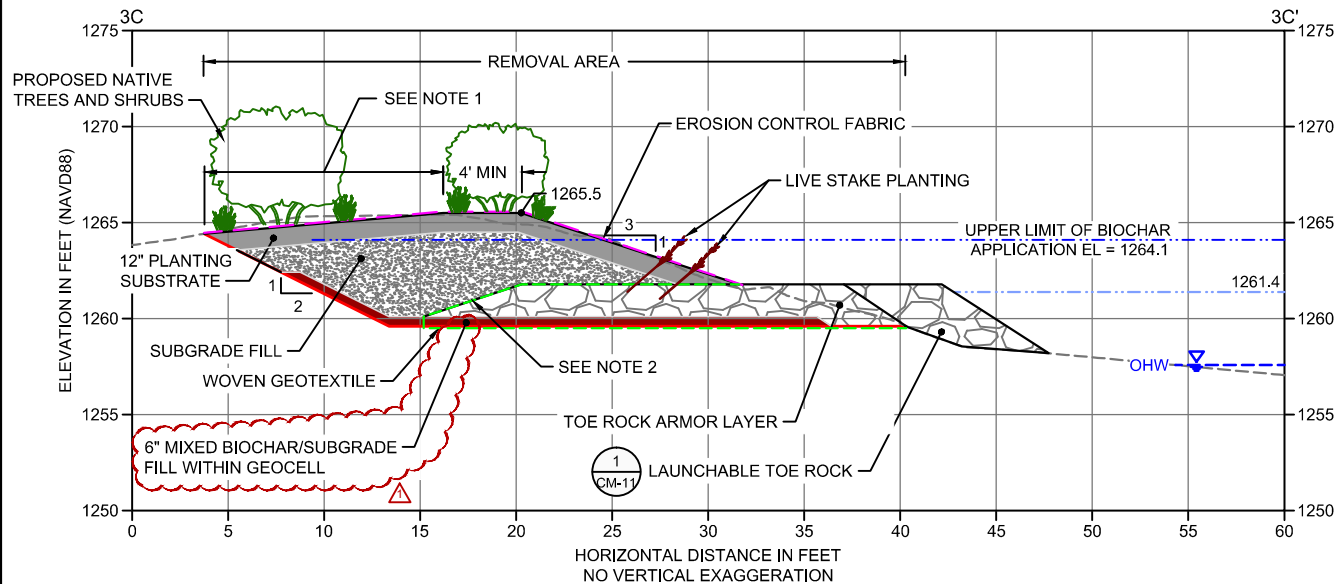 3C
3C'
1275
1275
REMOVAL AREA
PROPOSED NATIVE
TREES AND SHRUBS
SEE NOTE 1
1270
1270
EROSION CONTROL FABRIC
4' MIN
LIVE STAKE PLANTING
1265.5
3
1
1265
1265
UPPER LIMIT OF BIOCHAR
APPLICATION EL = 1264.1
12" PLANTING
SUBSTRATE
1
2
1261.4
1260
1260
SUBGRADE FILL
WOVEN GEOTEXTILE
SEE NOTE 2
OHW
TOE ROCK ARMOR LAYER
1255
1255
6" MIXED BIOCHAR/SUBGRADE
FILL WITHIN GEOCELL
1
CM-11
LAUNCHABLE TOE ROCK
1
1250
1250
ELEVATION IN FEET (NAVD88)
0
5
10
15
20
25
30
35
40
45
50
55
60
HORIZONTAL DISTANCE IN FEET
NO VERTICAL EXAGGERATION